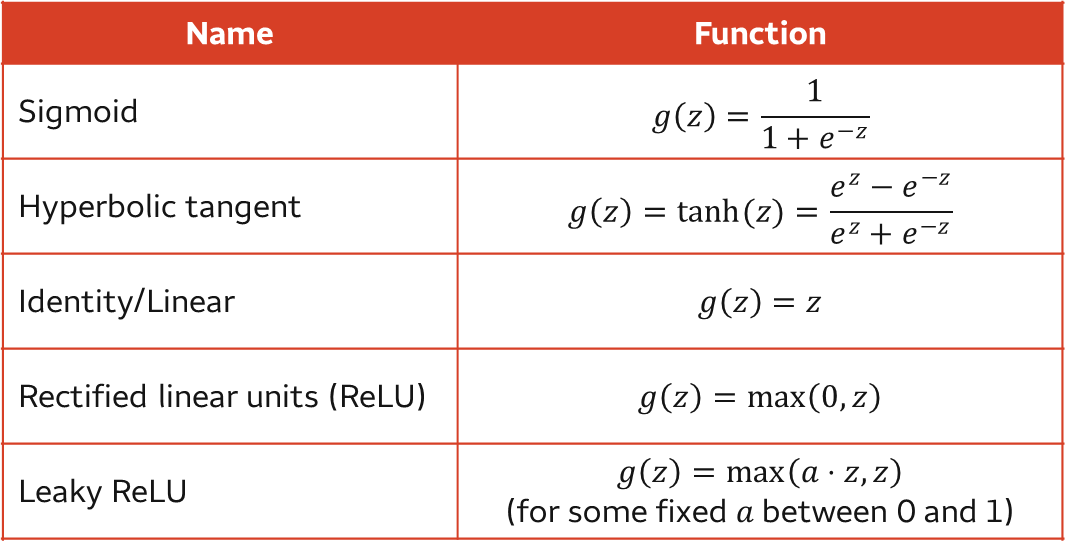 Name Function
Sigmoid g(z) = 1 / (1 + e^{−z})
Hyperbolic tangent g(z) = tanh(z) = (e^z − e^{−z}) / (e^z + e^{−z})
Identity/Linear g(z) = z
Rectified linear units (ReLU) g(z) = max(0, z)
Leaky ReLU g(z) = max(a · z, z)
(for some fixed a between 0 and 1)